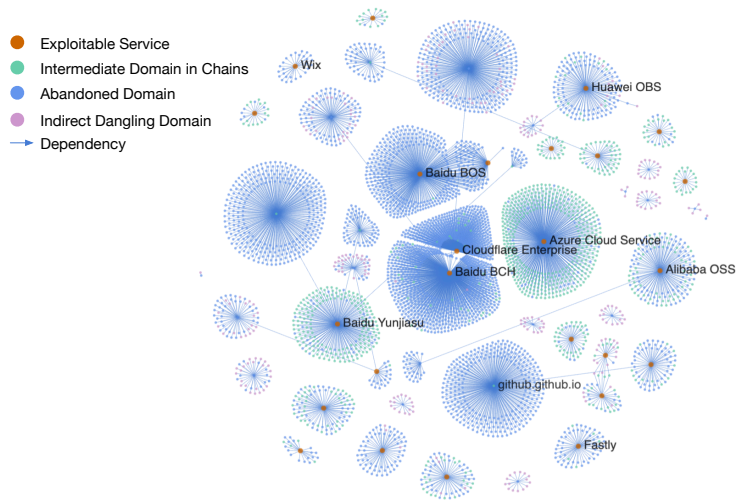 Exploitable Service
Intermediate Domain in Chains
Abandoned Domain
Indirect Dangling Domain
Dependency
Wix
Huawei OBS
Baidu BOS
Azure Cloud Service
Cloudflare Enterprise
Baidu BCH
Alibaba OSS
Baidu Yunjiasu
github.github.io
Fastly